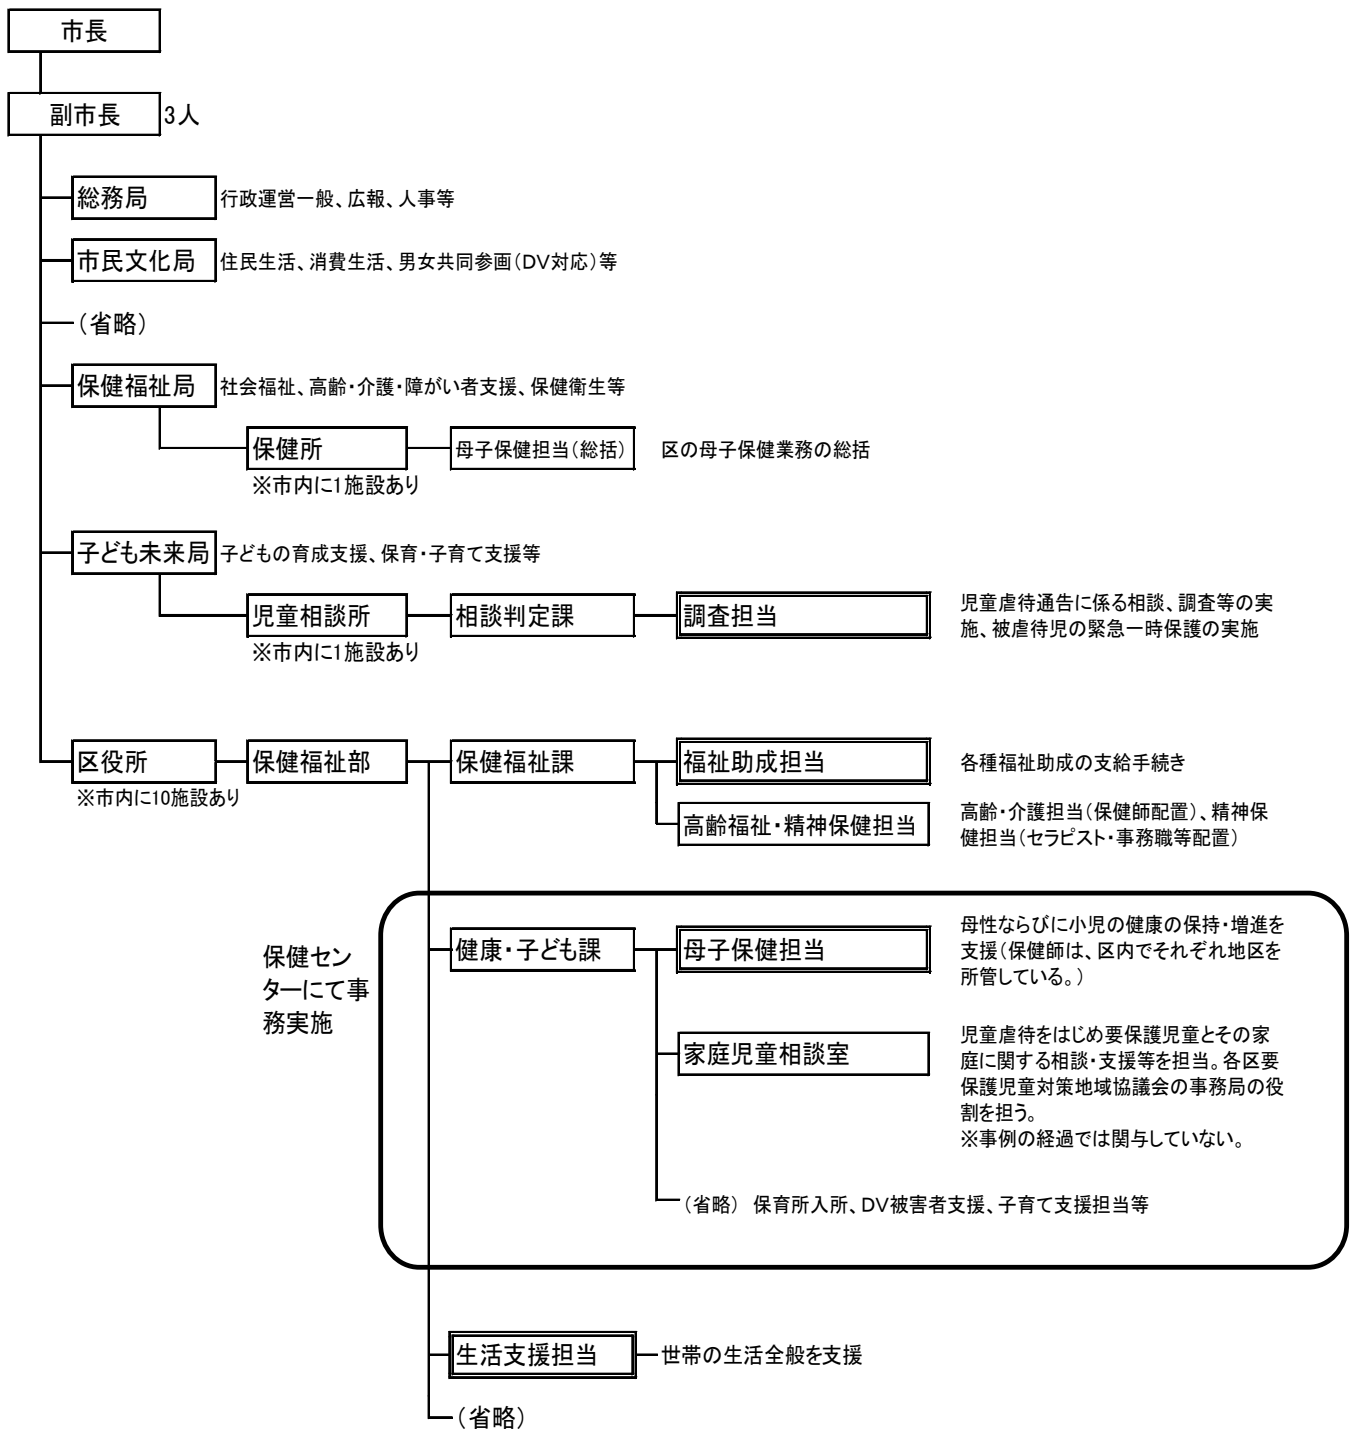 市長
副市長 3人
総務局 行政運営一般、広報、人事等
市民文化局 住民生活、消費生活、男女共同参画（DV対応）等
（省略）
保健福祉局 社会福祉、高齢・介護・障がい者支援、保健衛生等
保健所 母子保健担当（総括） 区の母子保健業務の総括
※市内に1施設あり
子ども未来局 子どもの育成支援、保育・子育て支援等
児童相談所 相談判定課 調査担当
児童虐待通告に係る相談、調査等の実
施、被虐待児の緊急一時保護の実施
※市内に1施設あり
区役所 保健福祉部 保健福祉課 福祉助成担当 各種福祉助成の支給手続き
※市内に10施設あり
高齢福祉・精神保健担当
高齢・介護担当（保健師配置）、精神保
健担当（セラピスト・事務職等配置）
保健セン
ターにて事
務実施
健康・子ども課 母子保健担当
母性ならびに小児の健康の保持・増進を
支援（保健師は、区内でそれぞれ地区を
所管している。）
家庭児童相談室
児童虐待をはじめ要保護児童とその家
庭に関する相談・支援等を担当。各区要
保護児童対策地域協議会の事務局の役
割を担う。
※事例の経過では関与していない。
（省略） 保育所入所、DV被害者支援、子育て支援担当等
生活支援担当 世帯の生活全般を支援
（省略）